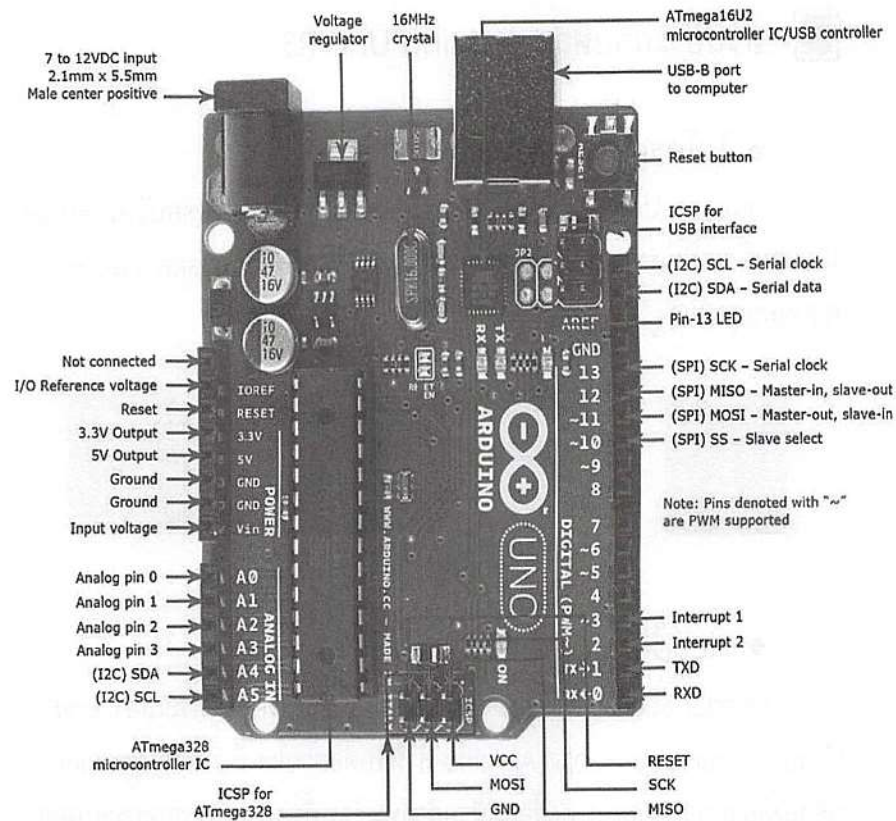 Voltage
regulator
16MHz
crystal
ATmega16U2
microcontroller IC/USB controller
7 to 12VDC input
2.1mm x 5.5mm
Male center positive
USB-B port
to computer
RESET
Reset button
ICSP for
USB interface
JP2
47
16V
47
16V
(I2C) SCL – Serial clock
(I2C) SDA – Serial data
AREF
Pin-13 LED
GND
RX
TX
L
Not connected
I/O Reference voltage
Reset
3.3V Output
5V Output
Ground
Ground
Input voltage
IOREF
RESET
3.3V
5V
GND
GND
Vin
POWER
ARDUINO
13
12
~11
~10
~9
8
7
~6
~5
4
~3
2
TX→1
RX←0
DIGITAL (PWM~)
(SPI) SCK – Serial clock
(SPI) MISO – Master-in, slave-out
(SPI) MOSI – Master-out, slave-in
(SPI) SS – Slave select
Note: Pins denoted with "~"
are PWM supported
Analog pin 0
Analog pin 1
Analog pin 2
Analog pin 3
(I2C) SDA
(I2C) SCL
A0
A1
A2
A3
A4
A5
ANALOG IN
WWW.ARDUINO.CC – MADE
UNO
ON
ICSP
Interrupt 1
Interrupt 2
TXD
RXD
ATmega328
microcontroller IC
ICSP for
ATmega328
VCC
MOSI
GND
RESET
SCK
MISO